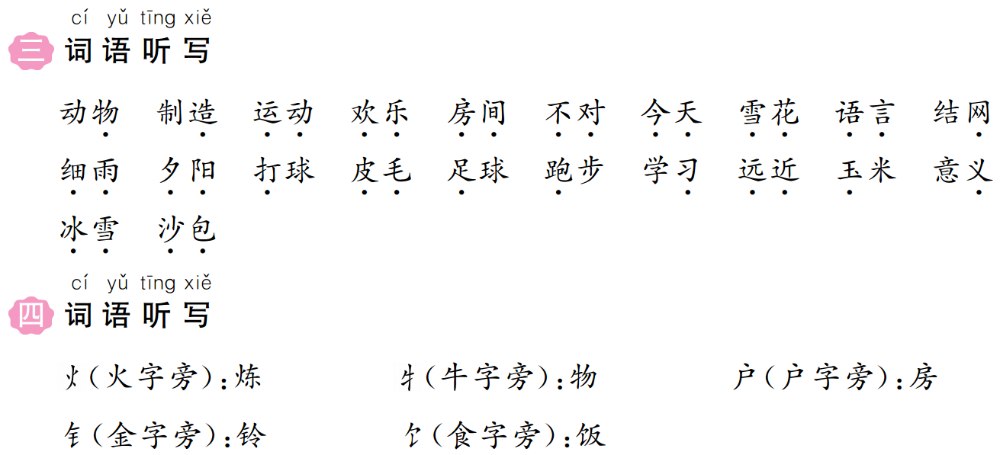 cí yǔ tīng xiě
三 词语听写
动物 制造 运动 欢乐 房间 不对 今天 雪花 语言 结网
细雨 夕阳 打球 皮毛 足球 跑步 学习 远近 玉米 意义
冰雪 沙包
cí yǔ tīng xiě
四 词语听写
火(火字旁):炼 牜(牛字旁):物 户(户字旁):房
钅(金字旁):铃 饣(食字旁):饭